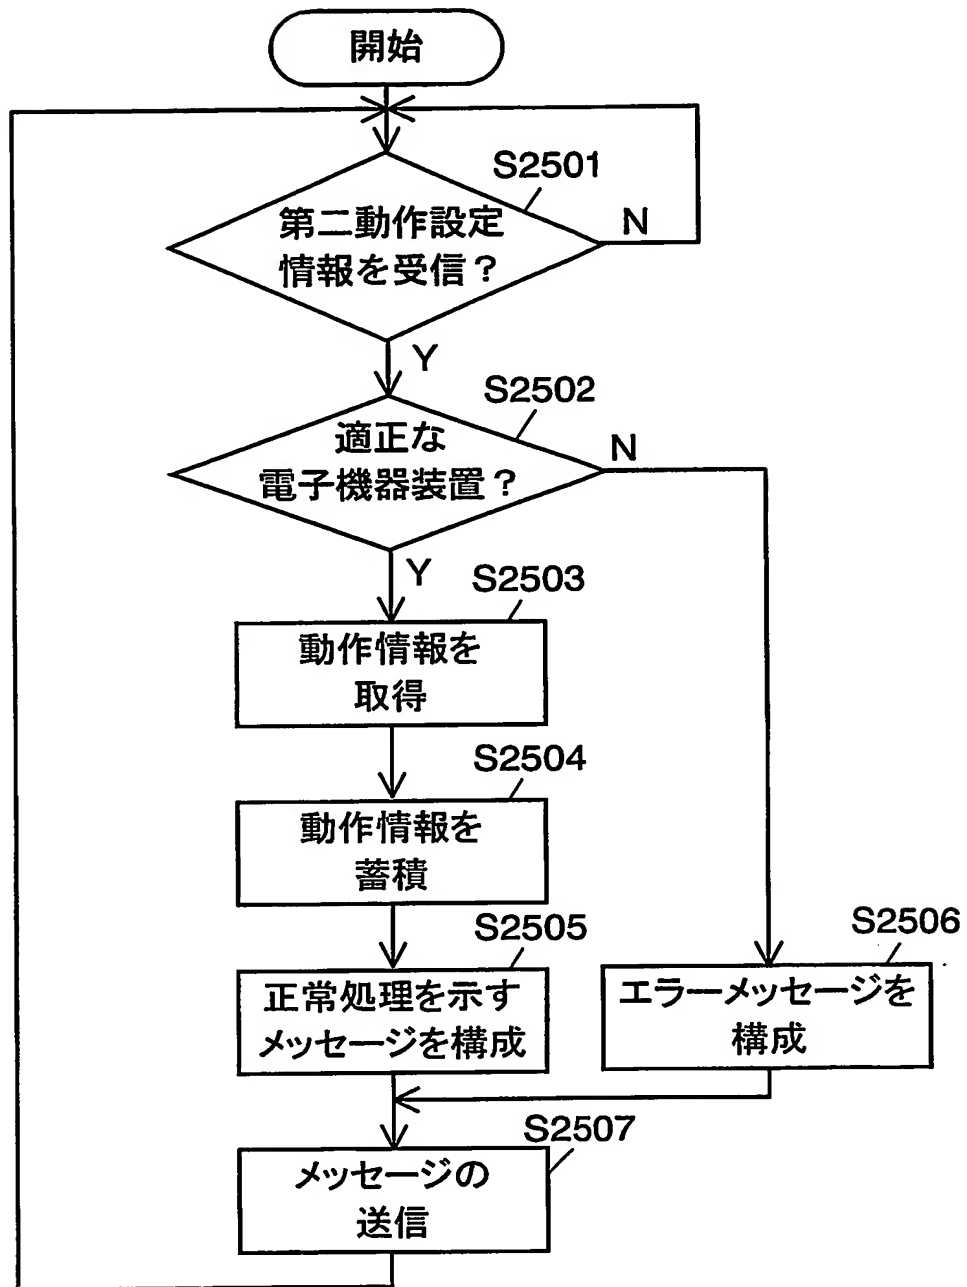 開始
S2501
第二動作設定
情報を受信?
N
Y
S2502
適正な
電子機器装置?
N
Y
S2503
動作情報を
取得
S2504
動作情報を
蓄積
S2505
正常処理を示す
メッセージを構成
S2506
エラーメッセージを
構成
S2507
メッセージの
送信